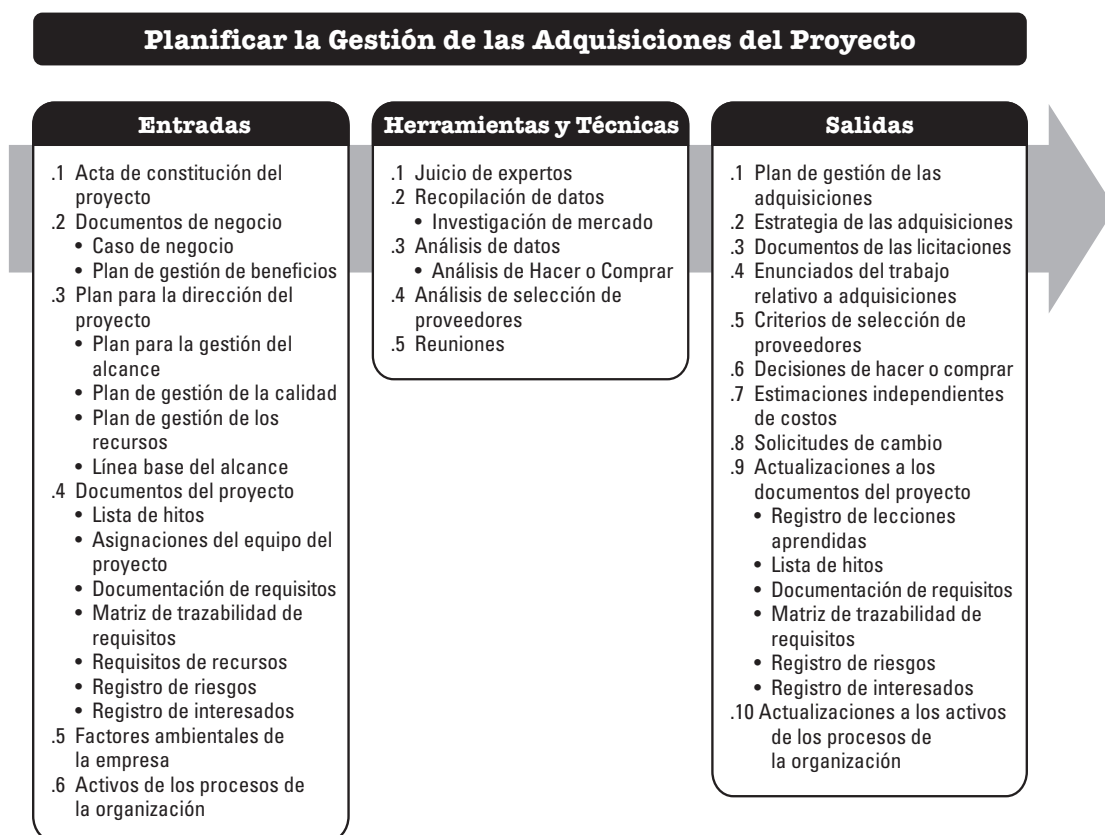 Planificar la Gestión de las Adquisiciones del Proyecto
Entradas
.1 Acta de constitución del
proyecto
.2 Documentos de negocio
• Caso de negocio
• Plan de gestión de beneficios
.3 Plan para la dirección del
proyecto
• Plan para la gestión del
alcance
• Plan de gestión de la calidad
• Plan de gestión de los
recursos
• Línea base del alcance
.4 Documentos del proyecto
• Lista de hitos
• Asignaciones del equipo del
proyecto
• Documentación de requisitos
• Matriz de trazabilidad de
requisitos
• Requisitos de recursos
• Registro de riesgos
• Registro de interesados
.5 Factores ambientales de
la empresa
.6 Activos de los procesos de
la organización
Herramientas y Técnicas
.1 Juicio de expertos
.2 Recopilación de datos
• Investigación de mercado
.3 Análisis de datos
• Análisis de Hacer o Comprar
.4 Análisis de selección de
proveedores
.5 Reuniones
Salidas
.1 Plan de gestión de las
adquisiciones
.2 Estrategia de las adquisiciones
.3 Documentos de las licitaciones
.4 Enunciados del trabajo
relativo a adquisiciones
.5 Criterios de selección de
proveedores
.6 Decisiones de hacer o comprar
.7 Estimaciones independientes
de costos
.8 Solicitudes de cambio
.9 Actualizaciones a los
documentos del proyecto
• Registro de lecciones
aprendidas
• Lista de hitos
• Documentación de requisitos
• Matriz de trazabilidad de
requisitos
• Registro de riesgos
• Registro de interesados
.10 Actualizaciones a los activos
de los procesos de
la organización